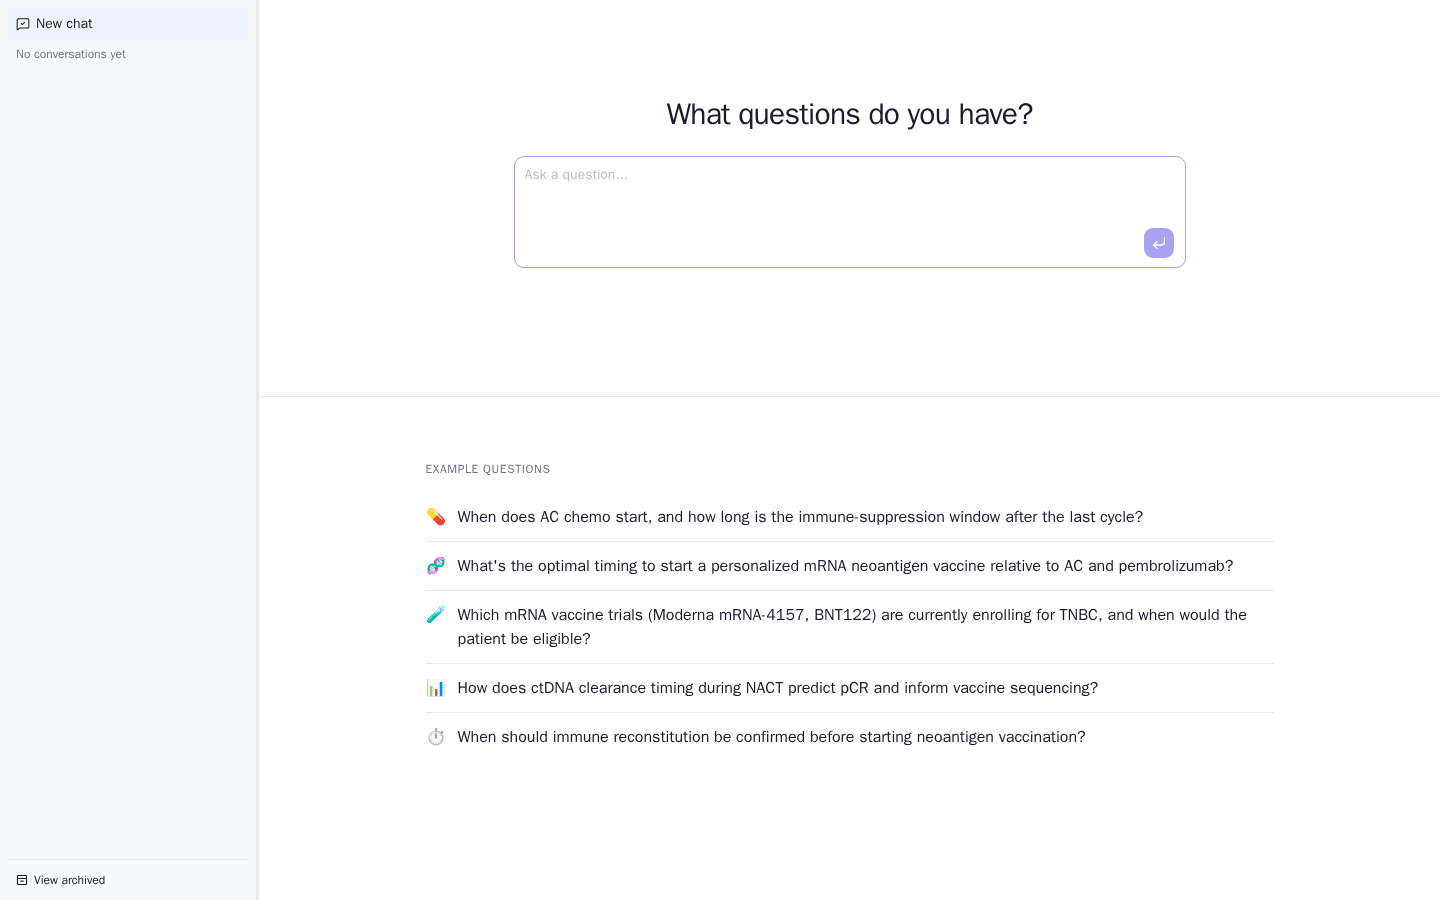 New chat
No conversations yet
What questions do you have?
Ask a question...
EXAMPLE QUESTIONS
When does AC chemo start, and how long is the immune-suppression window after the last cycle?
What's the optimal timing to start a personalized mRNA neoantigen vaccine relative to AC and pembrolizumab?
Which mRNA vaccine trials (Moderna mRNA-4157, BNT122) are currently enrolling for TNBC, and when would the
patient be eligible?
How does ctDNA clearance timing during NACT predict pCR and inform vaccine sequencing?
When should immune reconstitution be confirmed before starting neoantigen vaccination?
View archived